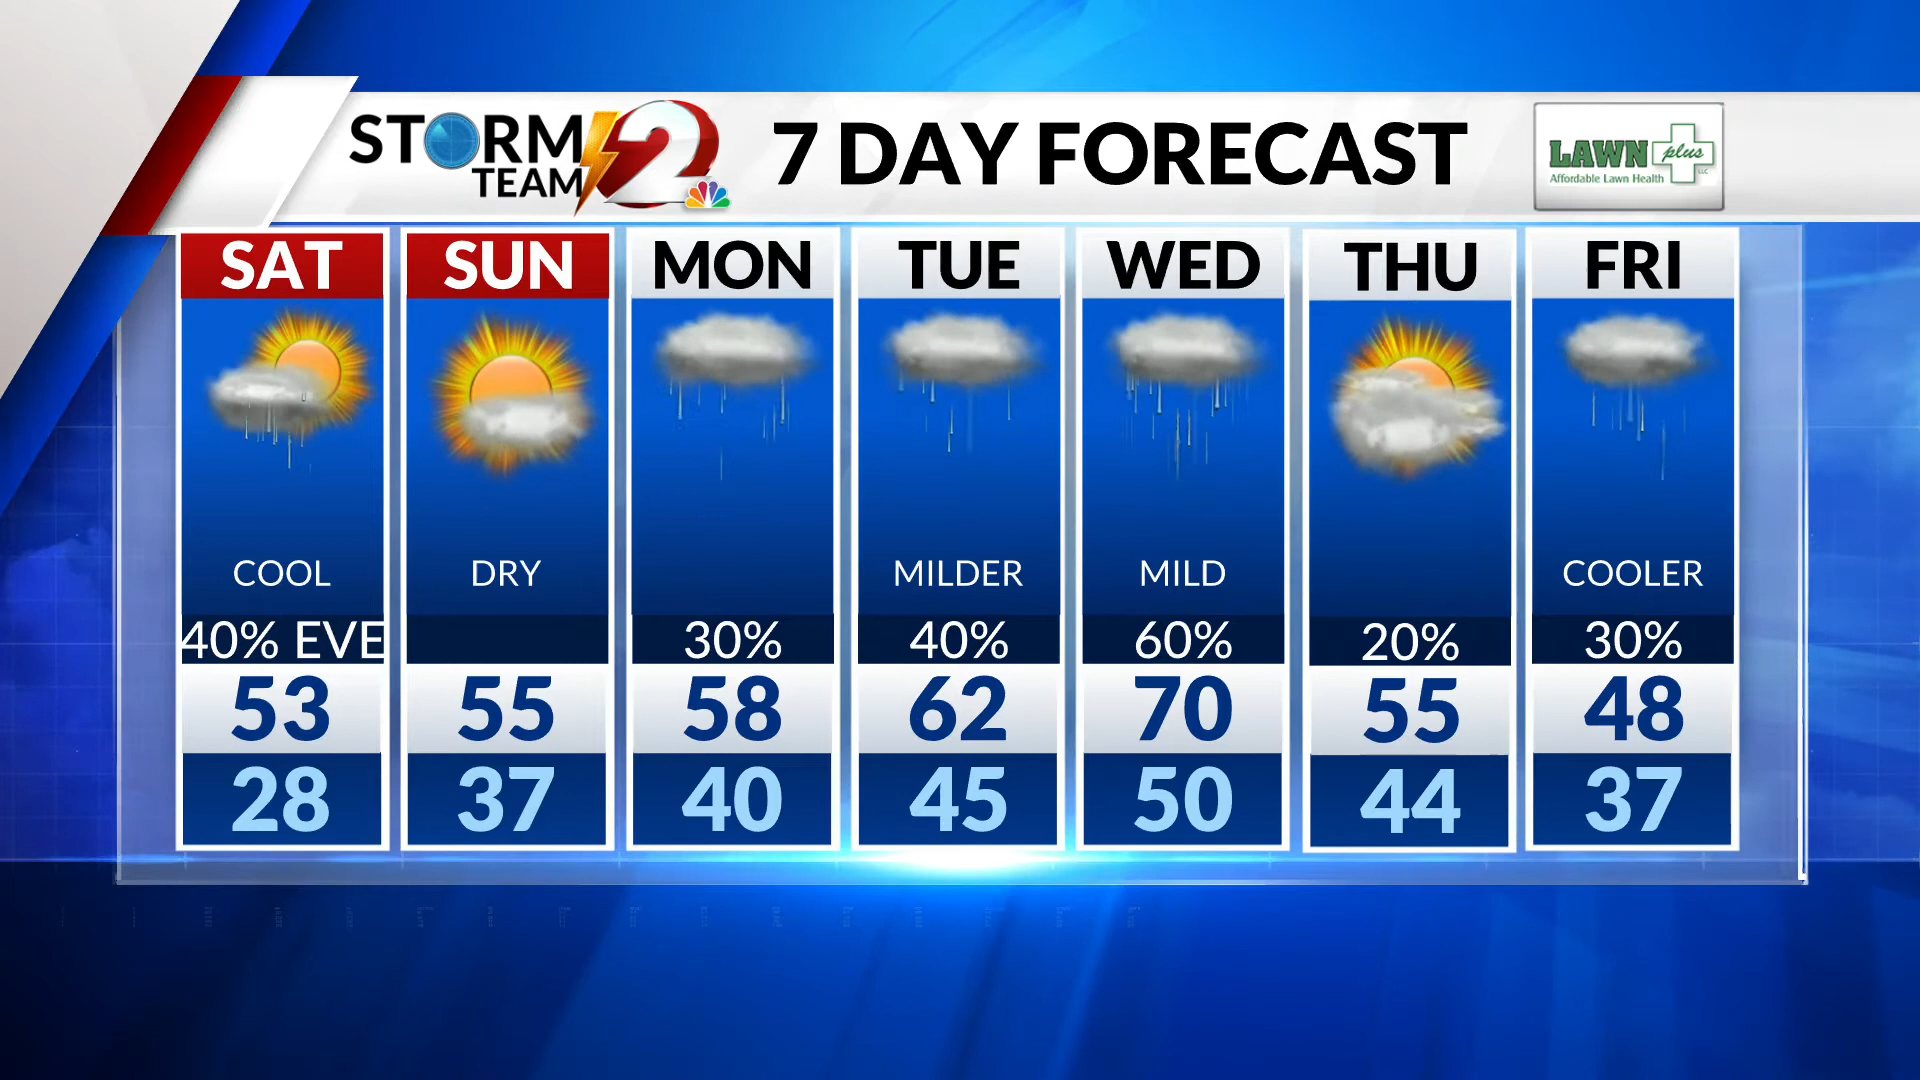 STORM TEAM 2
7 DAY FORECAST
LAWN plus LLC
Affordable Lawn Health
SAT SUN MON TUE WED THU FRI
COOL DRY MILDER MILD COOLER
40% EVE 30% 40% 60% 20% 30%
53 55 58 62 70 55 48
28 37 40 45 50 44 37